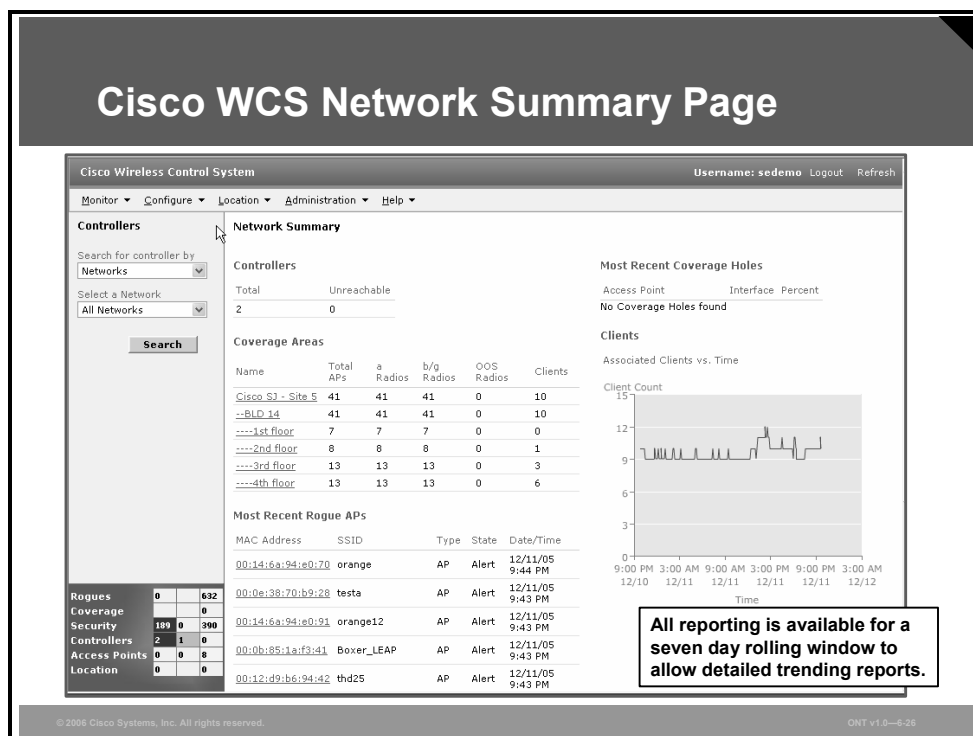 Cisco WCS Network Summary Page
Cisco Wireless Control System
Username: sedemo Logout Refresh
Monitor Configure Location Administration Help
Controllers
Search for controller by
Networks
Select a Network
All Networks
Search
Network Summary
Controllers
Total Unreachable
2 0
Coverage Areas
Name Total APs a Radios b/g Radios OOS Radios Clients
Cisco SJ - Site 5 41 41 41 0 10
--BLD 14 41 41 41 0 10
----1st floor 7 7 7 0 0
----2nd floor 8 8 8 0 1
----3rd floor 13 13 13 0 3
----4th floor 13 13 13 0 6
Most Recent Rogue APs
MAC Address SSID Type State Date/Time
00:14:6a:94:e0:70 orange AP Alert 12/11/05 9:44 PM
00:0e:38:70:b9:28 testa AP Alert 12/11/05 9:43 PM
00:14:6a:94:e0:91 orange12 AP Alert 12/11/05 9:43 PM
00:0b:85:1a:f3:41 Boxer_LEAP AP Alert 12/11/05 9:43 PM
00:12:d9:b6:94:42 thd25 AP Alert 12/11/05 9:43 PM
Most Recent Coverage Holes
Access Point Interface Percent
No Coverage Holes found
Clients
Associated Clients vs. Time
Client Count
15
12
9
6
3
0
9:00 PM 3:00 AM 9:00 AM 3:00 PM 9:00 PM 3:00 AM
12/10 12/11 12/11 12/11 12/11 12/12
Time
Rogues 0 632
Coverage 0
Security 189 0 390
Controllers 2 1 0
Access Points 0 0 8
Location 0 0
All reporting is available for a
seven day rolling window to
allow detailed trending reports.
© 2006 Cisco Systems, Inc. All rights reserved.
ONT v1.0—6-26